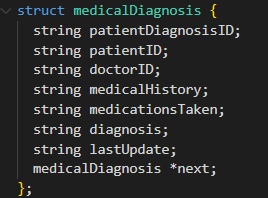 struct medicalDiagnosis {
string patientDiagnosisID;
string patientID;
string doctorID;
string medicalHistory;
string medicationsTaken;
string diagnosis;
string lastUpdate;
medicalDiagnosis *next;
};